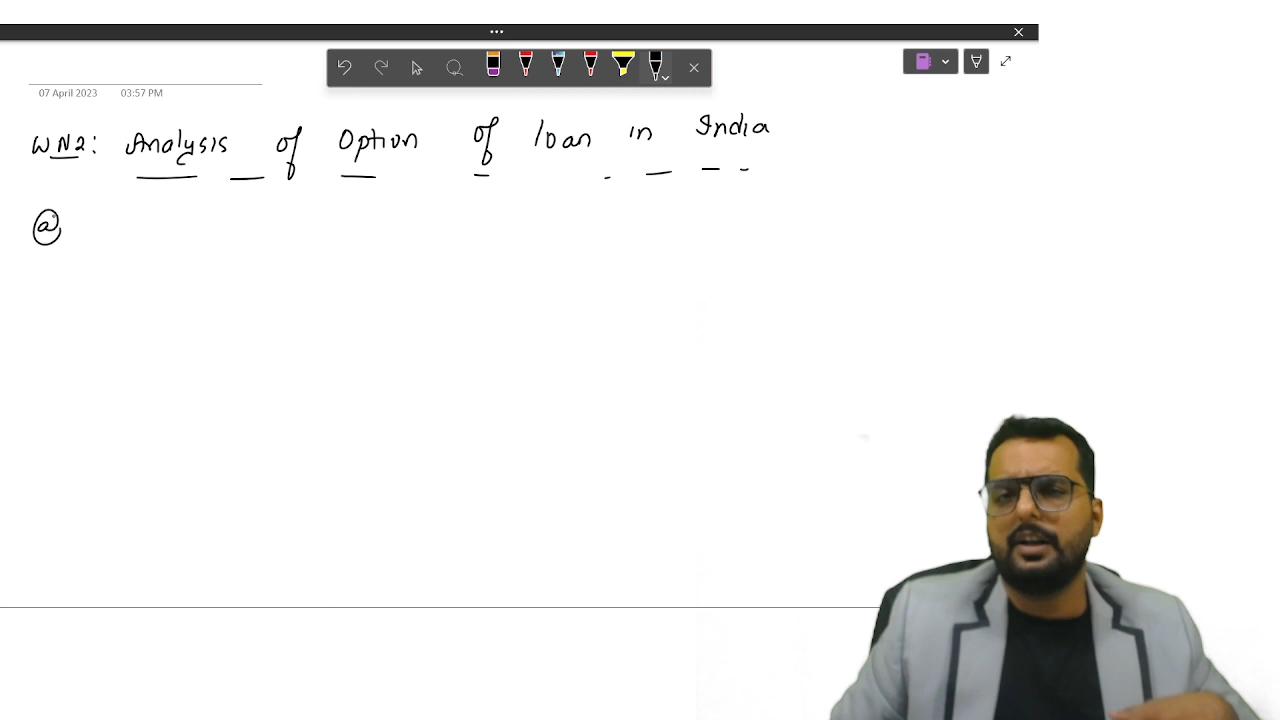 07 April 2023 03:57 PM
WN2: Analysis of Option of loan in India
ⓐ